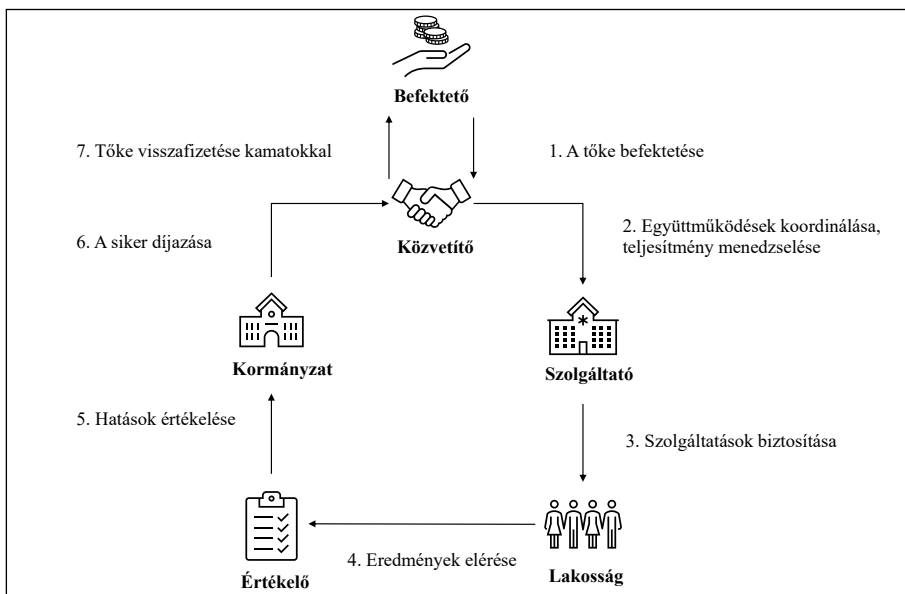 Befektető
7. Tőke visszafizetése kamatokkal
1. A tőke befektetése
6. A siker díjazása
Közvetítő
2. Együttműködések koordinálása,
teljesítmény menedzselése
Kormányzat
Szolgáltató
5. Hatások értékelése
3. Szolgáltatások biztosítása
4. Eredmények elérése
Értékelő
Lakosság